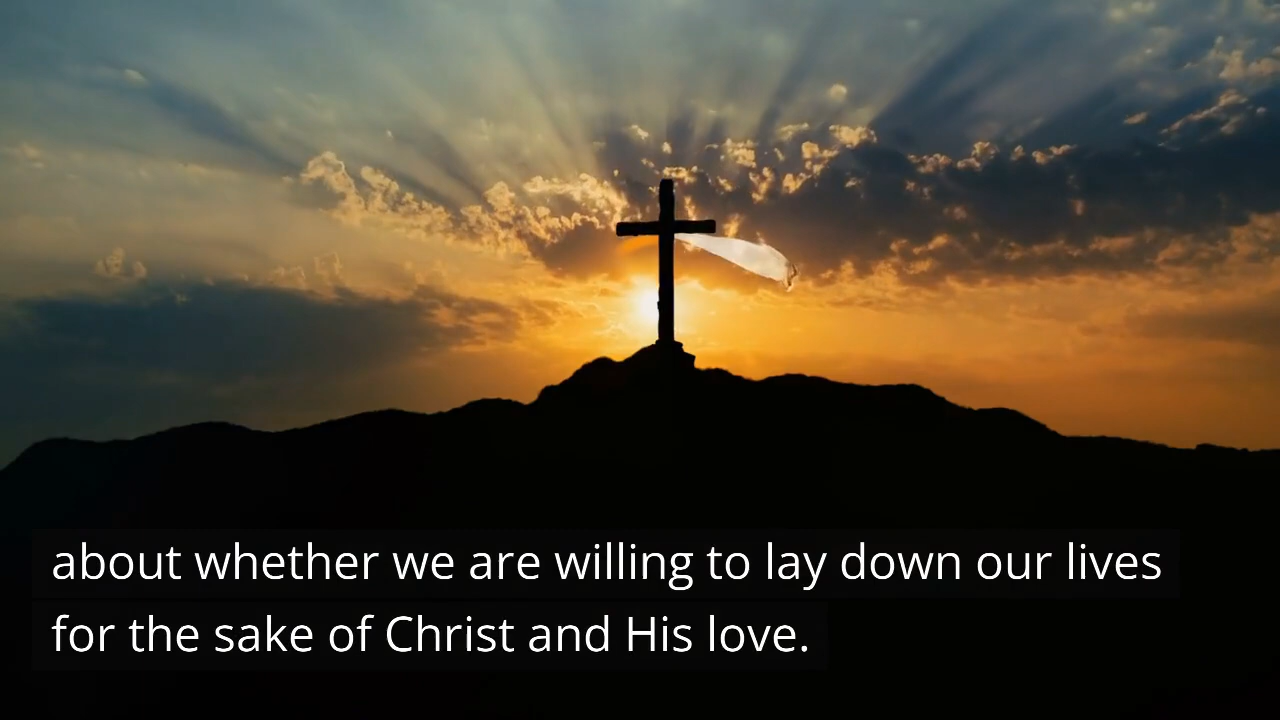 about whether we are willing to lay down our lives
for the sake of Christ and His love.